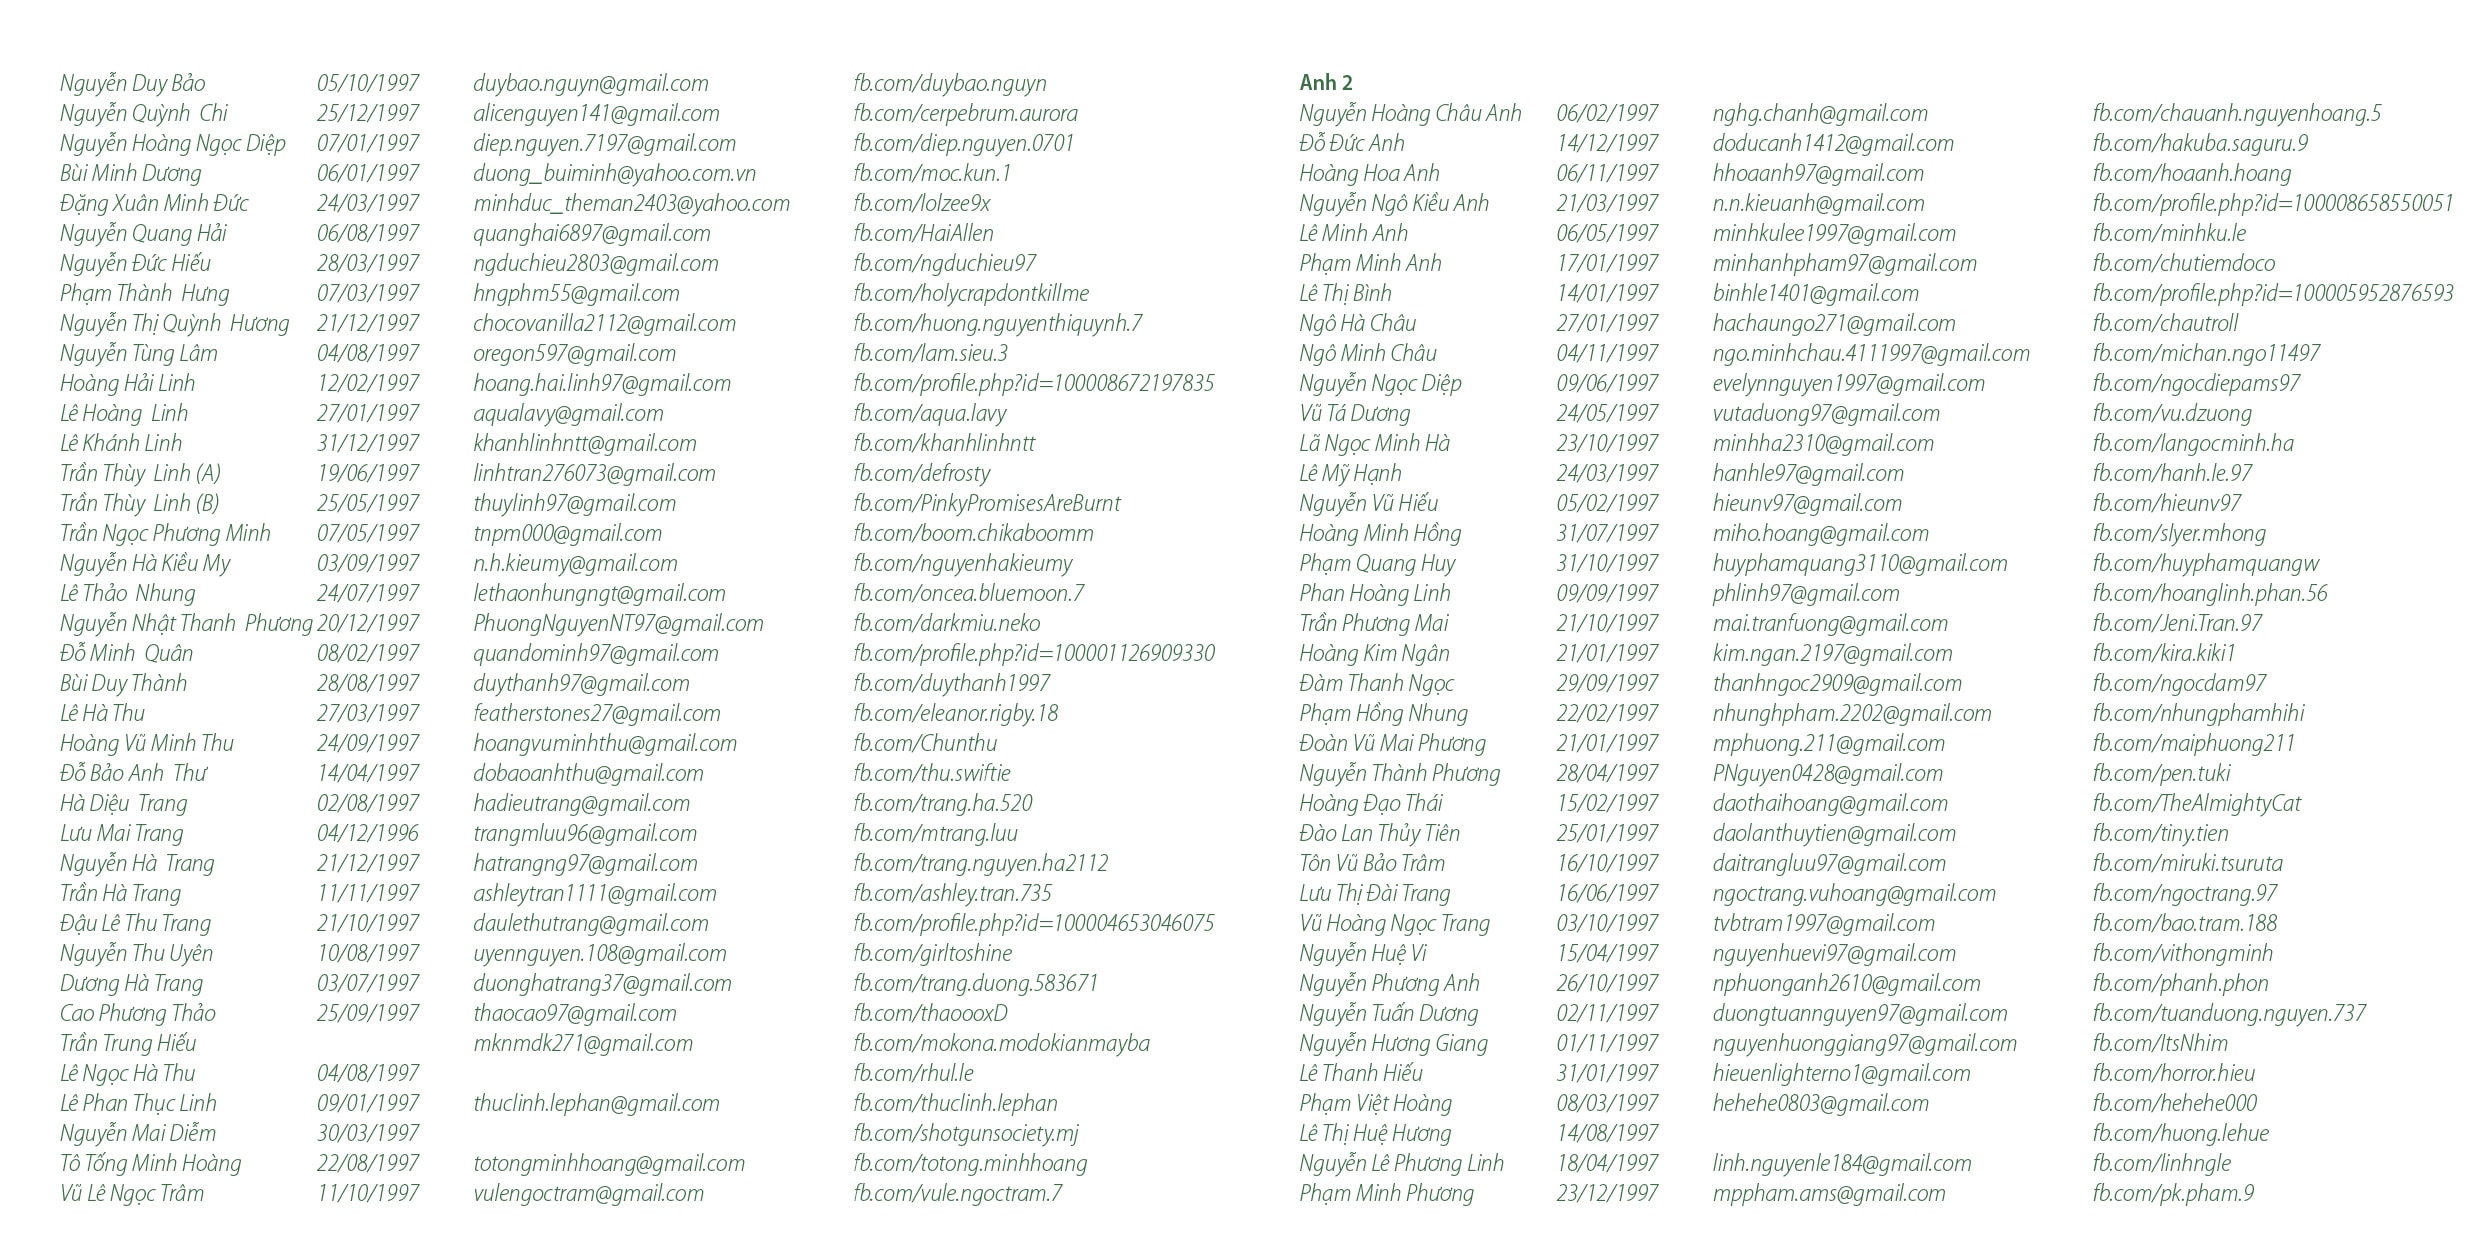 Nguyễn Duy Bảo 05/10/1997 duybao.nguyn@gmail.com fb.com/duybao.nguyn
Nguyễn Quỳnh Chi 25/12/1997 alicenguyen141@gmail.com fb.com/cerpebrum.aurora
Nguyễn Hoàng Ngọc Diệp 07/01/1997 diep.nguyen.7197@gmail.com fb.com/diep.nguyen.0701
Bùi Minh Dương 06/01/1997 duong_buiminh@yahoo.com.vn fb.com/moc.kun.1
Đặng Xuân Minh Đức 24/03/1997 minhduc_theman2403@yahoo.com fb.com/lolzee9x
Nguyễn Quang Hải 06/08/1997 quanghai6897@gmail.com fb.com/HaiAllen
Nguyễn Đức Hiếu 28/03/1997 ngduchieu2803@gmail.com fb.com/ngduchieu97
Phạm Thành Hưng 07/03/1997 hngphm55@gmail.com fb.com/holycrapdontkillme
Nguyễn Thị Quỳnh Hương 21/12/1997 chocovanilla2112@gmail.com fb.com/huong.nguyenthiquynh.7
Nguyễn Tùng Lâm 04/08/1997 oregon597@gmail.com fb.com/lam.sieu.3
Hoàng Hải Linh 12/02/1997 hoang.hai.linh97@gmail.com fb.com/profile.php?id=100008672197835
Lê Hoàng Linh 27/01/1997 aqualavy@gmail.com fb.com/aqua.lavy
Lê Khánh Linh 31/12/1997 khanhlinhntt@gmail.com fb.com/khanhlinhntt
Trần Thùy Linh (A) 19/06/1997 linhtran276073@gmail.com fb.com/defrosty
Trần Thùy Linh (B) 25/05/1997 thuylinh97@gmail.com fb.com/PinkyPromisesAreBurnt
Trần Ngọc Phương Minh 07/05/1997 tnpm000@gmail.com fb.com/boom.chikaboomm
Nguyễn Hà Kiều My 03/09/1997 n.h.kieumy@gmail.com fb.com/nguyenhakieumy
Lê Thảo Nhung 24/07/1997 lethaonhungngt@gmail.com fb.com/oncea.bluemoon.7
Nguyễn Nhật Thanh Phương 20/12/1997 PhuongNguyenNT97@gmail.com fb.com/darkmiu.neko
Đỗ Minh Quân 08/02/1997 quandominh97@gmail.com fb.com/profile.php?id=100001126909330
Bùi Duy Thành 28/08/1997 duythanh97@gmail.com fb.com/duythanh1997
Lê Hà Thu 27/03/1997 featherstones27@gmail.com fb.com/eleanor.rigby.18
Hoàng Vũ Minh Thu 24/09/1997 hoangvuminhthu@gmail.com fb.com/Chunthu
Đỗ Bảo Anh Thư 14/04/1997 dobaoanhthu@gmail.com fb.com/thu.swiftie
Hà Diệu Trang 02/08/1997 hadieutrang@gmail.com fb.com/trang.ha.520
Lưu Mai Trang 04/12/1996 trangmluu96@gmail.com fb.com/mtrang.luu
Nguyễn Hà Trang 21/12/1997 hatrangng97@gmail.com fb.com/trang.nguyen.ha2112
Trần Hà Trang 11/11/1997 ashleytran1111@gmail.com fb.com/ashley.tran.735
Đậu Lê Thu Trang 21/10/1997 daulethutrang@gmail.com fb.com/profile.php?id=100004653046075
Nguyễn Thu Uyên 10/08/1997 uyennguyen.108@gmail.com fb.com/girltoshine
Dương Hà Trang 03/07/1997 duonghatrang37@gmail.com fb.com/trang.duong.583671
Cao Phương Thảo 25/09/1997 thaocao97@gmail.com fb.com/thaoooxD
Trần Trung Hiếu mknmdk271@gmail.com fb.com/mokona.modokianmayba
Lê Ngọc Hà Thu 04/08/1997 fb.com/rhul.le
Lê Phan Thục Linh 09/01/1997 thuclinh.lephan@gmail.com fb.com/thuclinh.lephan
Nguyễn Mai Diễm 30/03/1997 fb.com/shotgunsociety.mj
Tô Tống Minh Hoàng 22/08/1997 totongminhhoang@gmail.com fb.com/totong.minhhoang
Vũ Lê Ngọc Trâm 11/10/1997 vulengoctram@gmail.com fb.com/vule.ngoctram.7
Anh 2
Nguyễn Hoàng Châu Anh 06/02/1997 nghg.chanh@gmail.com fb.com/chauanh.nguyenhoang.5
Đỗ Đức Anh 14/12/1997 doducanh1412@gmail.com fb.com/hakuba.saguru.9
Hoàng Hoa Anh 06/11/1997 hhoaanh97@gmail.com fb.com/hoaanh.hoang
Nguyễn Ngô Kiều Anh 21/03/1997 n.n.kieuanh@gmail.com fb.com/profile.php?id=100008658550051
Lê Minh Anh 06/05/1997 minhkulee1997@gmail.com fb.com/minhku.le
Phạm Minh Anh 17/01/1997 minhanhpham97@gmail.com fb.com/chutiemdoco
Lê Thị Bình 14/01/1997 binhle1401@gmail.com fb.com/profile.php?id=100005952876593
Ngô Hà Châu 27/01/1997 hachaungo271@gmail.com fb.com/chautroll
Ngô Minh Châu 04/11/1997 ngo.minhchau.4111997@gmail.com fb.com/michan.ngo11497
Nguyễn Ngọc Diệp 09/06/1997 evelynnguyen1997@gmail.com fb.com/ngocdiepams97
Vũ Tá Dương 24/05/1997 vutaduong97@gmail.com fb.com/vu.dzuong
Lã Ngọc Minh Hà 23/10/1997 minhha2310@gmail.com fb.com/langocminh.ha
Lê Mỹ Hạnh 24/03/1997 hanhle97@gmail.com fb.com/hanh.le.97
Nguyễn Vũ Hiếu 05/02/1997 hieunv97@gmail.com fb.com/hieunv97
Hoàng Minh Hồng 31/07/1997 miho.hoang@gmail.com fb.com/slyer.mhong
Phạm Quang Huy 31/10/1997 huyphamquang3110@gmail.com fb.com/huyphamquangw
Phan Hoàng Linh 09/09/1997 phlinh97@gmail.com fb.com/hoanglinh.phan.56
Trần Phương Mai 21/10/1997 mai.tranfuong@gmail.com fb.com/Jeni.Tran.97
Hoàng Kim Ngân 21/01/1997 kim.ngan.2197@gmail.com fb.com/kira.kiki1
Đàm Thanh Ngọc 29/09/1997 thanhngoc2909@gmail.com fb.com/ngocdam97
Phạm Hồng Nhung 22/02/1997 nhunghpham.2202@gmail.com fb.com/nhungphamhihi
Đoàn Vũ Mai Phương 21/01/1997 mphuong.211@gmail.com fb.com/maiphuong211
Nguyễn Thành Phương 28/04/1997 PNguyen0428@gmail.com fb.com/pen.tuki
Hoàng Đạo Thái 15/02/1997 daothaihoang@gmail.com fb.com/TheAlmightyCat
Đào Lan Thủy Tiên 25/01/1997 daolanthuytien@gmail.com fb.com/tiny.tien
Tôn Vũ Bảo Trâm 16/10/1997 daitrangluu97@gmail.com fb.com/miruki.tsuruta
Lưu Thị Đài Trang 16/06/1997 ngoctrang.vuhoang@gmail.com fb.com/ngoctrang.97
Vũ Hoàng Ngọc Trang 03/10/1997 tvbtram1997@gmail.com fb.com/bao.tram.188
Nguyễn Huệ Vi 15/04/1997 nguyenhuevi97@gmail.com fb.com/vithongminh
Nguyễn Phương Anh 26/10/1997 nphuonganh2610@gmail.com fb.com/phanh.phon
Nguyễn Tuấn Dương 02/11/1997 duongtuannguyen97@gmail.com fb.com/tuanduong.nguyen.737
Nguyễn Hương Giang 01/11/1997 nguyenhuonggiang97@gmail.com fb.com/ItsNhim
Lê Thanh Hiếu 31/01/1997 hieuenlighterno1@gmail.com fb.com/horror.hieu
Phạm Việt Hoàng 08/03/1997 hehehe0803@gmail.com fb.com/hehehe000
Lê Thị Huệ Hương 14/08/1997 fb.com/huong.lehue
Nguyễn Lê Phương Linh 18/04/1997 linh.nguyenle184@gmail.com fb.com/linhngle
Phạm Minh Phương 23/12/1997 mppham.ams@gmail.com fb.com/pk.pham.9